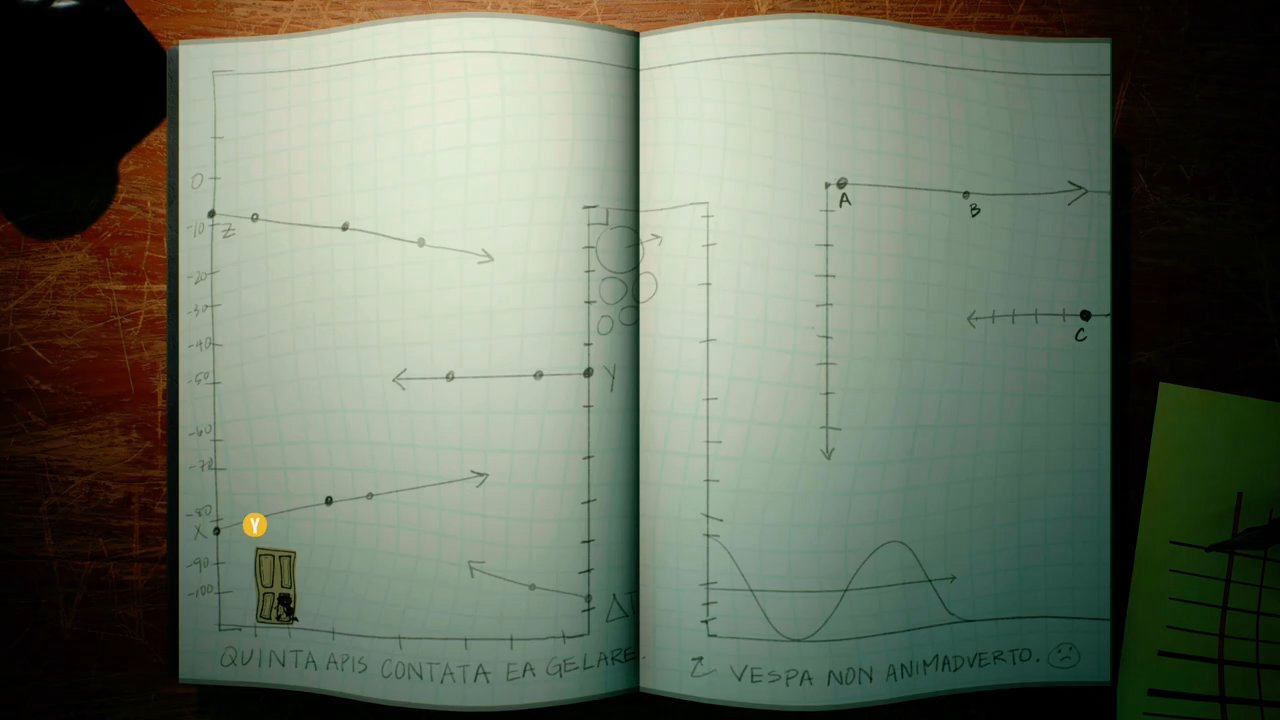 0
-10
Z
-20
-30
-40
-50
Y
-60
-70
-80
X
Y
-90
-100
ΔT
A
B
C
QUINTA APIS CONTATA EA GELARE.
Z VESPA NON ANIMADVERTO.